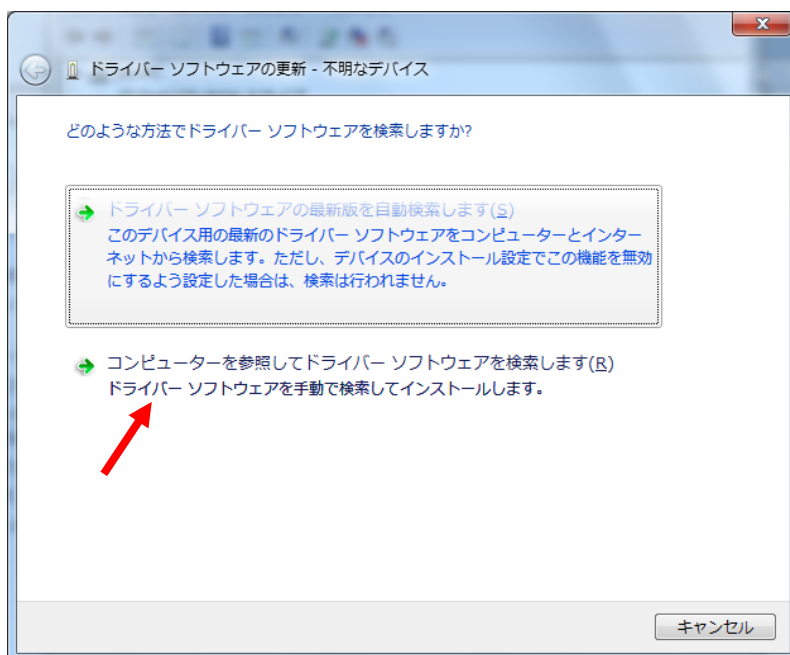 ドライバー ソフトウェアの更新 - 不明なデバイス
どのような方法でドライバー ソフトウェアを検索しますか?
ドライバー ソフトウェアの最新版を自動検索します(S)
このデバイス用の最新のドライバー ソフトウェアをコンピューターとインター
ネットから検索します。ただし、デバイスのインストール設定でこの機能を無効
にするよう設定した場合は、検索は行われません。
コンピューターを参照してドライバー ソフトウェアを検索します(R)
ドライバー ソフトウェアを手動で検索してインストールします。
キャンセル